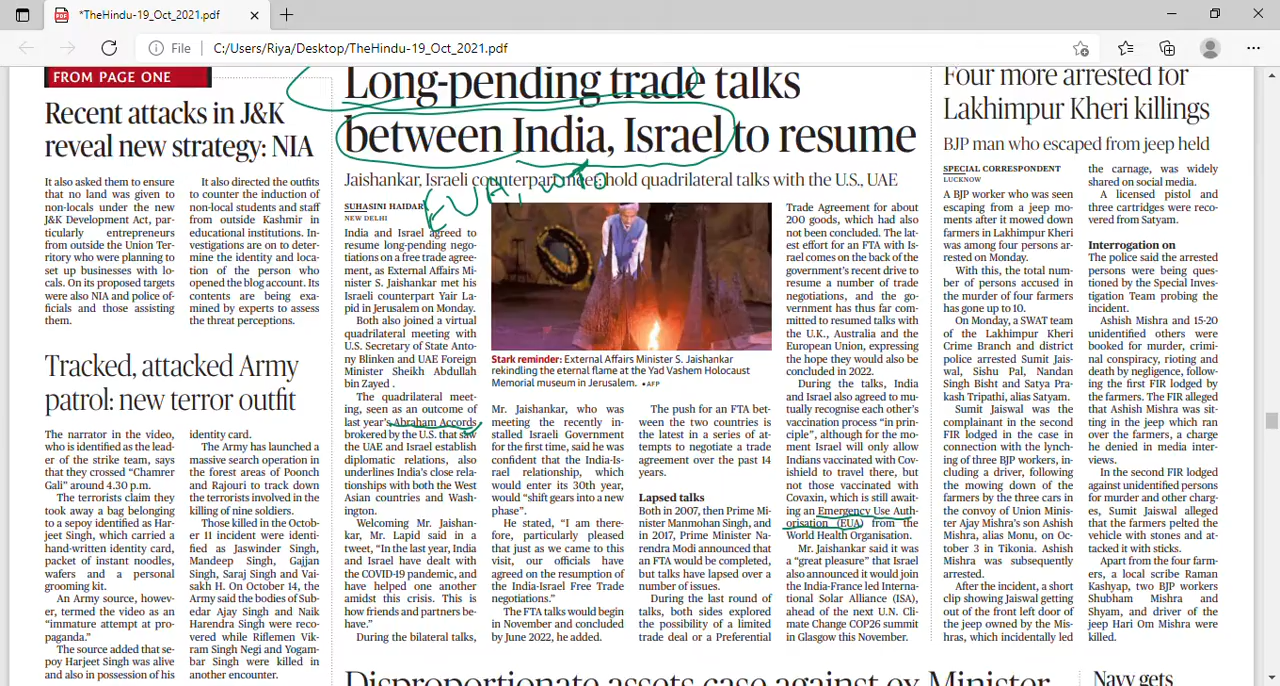 *TheHindu-19_Oct_2021.pdf
File
C:/Users/Riya/Desktop/TheHindu-19_Oct_2021.pdf
FROM PAGE ONE
Recent attacks in J&K
reveal new strategy: NIA
It also asked them to ensure
that no land was given to
non-locals under the new
J&K Development Act, par-
ticularly entrepreneurs
from outside the Union Ter-
ritory who were planning to
set up businesses with lo-
cals. On its proposed targets
were also NIA and police of-
ficials and those assisting
them.
It also directed the outfits
to counter the induction of
non-local students and staff
from outside Kashmir in
educational institutions. In-
vestigations are on to deter-
mine the identity and loca-
tion of the person who
opened the blog account. Its
contents are being exa-
mined by experts to assess
the threat perceptions.
Tracked, attacked Army
patrol: new terror outfit
The narrator in the video,
who is identified as the lead-
er of the strike team, says
that they crossed “Chamrer
Gali” around 4.30 p.m.
The terrorists claim they
took away a bag belonging
to a sepoy identified as Har-
jeet Singh, which carried a
hand-written identity card,
packet of instant noodles,
wafers and a personal
grooming kit.
An Army source, howev-
er, termed the video as an
“immature attempt at pro-
paganda.”
The source added that se-
poy Harjeet Singh was alive
and also in possession of his
identity card.
The Army has launched a
massive search operation in
the forest areas of Poonch
and Rajouri to track down
the terrorists involved in the
killing of nine soldiers.
Those killed in the Octob-
er 11 incident were identi-
fied as Jaswinder Singh,
Mandeep Singh, Gajjan
Singh, Saraj Singh and Vai-
sakh H. On October 14, the
Army said the bodies of Sub-
edar Ajay Singh and Naik
Harendra Singh were reco-
vered while Riflemen Vik-
ram Singh Negi and Yogam-
bar Singh were killed in
another encounter.
Long-pending trade talks
between India, Israel to resume
Jaishankar, Israeli counterpart meet, hold quadrilateral talks with the U.S., UAE
EUA,
SUHASINI HAIDAR
NEW DELHI
India and Israel agreed to
resume long-pending nego-
tiations on a free trade agree-
ment, as External Affairs Mi-
nister S. Jaishankar met his
Israeli counterpart Yair La-
pid in Jerusalem on Monday.
Both also joined a virtual
quadrilateral meeting with
U.S. Secretary of State Anto-
ny Blinken and UAE Foreign
Minister Sheikh Abdullah
bin Zayed .
The quadrilateral meet-
ing, seen as an outcome of
last year’s Abraham Accords
brokered by the U.S. that saw
the UAE and Israel establish
diplomatic relations, also
underlines India’s close rela-
tionships with both the West
Asian countries and Wash-
ington.
Welcoming Mr. Jaishan-
kar, Mr. Lapid said in a
tweet, “In the last year, India
and Israel have dealt with
the COVID-19 pandemic, and
have helped one another
amidst this crisis. This is
how friends and partners be-
have.”
During the bilateral talks,
Stark reminder: External Affairs Minister S. Jaishankar
rekindling the eternal flame at the Yad Vashem Holocaust
Memorial museum in Jerusalem. • AFP
Mr. Jaishankar, who was
meeting the recently in-
stalled Israeli Government
for the first time, said he was
confident that the India-Is-
rael relationship, which
would enter its 30th year,
would “shift gears into a new
phase”.
He stated, “I am there-
fore, particularly pleased
that just as we came to this
visit, our officials have
agreed on the resumption of
the India-Israel Free Trade
negotiations.”
The FTA talks would begin
in November and concluded
by June 2022, he added.
The push for an FTA bet-
ween the two countries is
the latest in a series of at-
tempts to negotiate a trade
agreement over the past 14
years.
Lapsed talks
Both in 2007, then Prime Mi-
nister Manmohan Singh, and
in 2017, Prime Minister Na-
rendra Modi announced that
an FTA would be completed,
but talks have lapsed over a
number of issues.
During the last round of
talks, both sides explored
the possibility of a limited
trade deal or a Preferential
Trade Agreement for about
200 goods, which had also
not been concluded. The lat-
est effort for an FTA with Is-
rael comes on the back of the
government’s recent drive to
resume a number of trade
negotiations, and the go-
vernment has thus far com-
mitted to resumed talks with
the U.K., Australia and the
European Union, expressing
the hope they would also be
concluded in 2022.
During the talks, India
and Israel also agreed to mu-
tually recognise each other’s
vaccination process “in prin-
ciple”, although for the mo-
ment Israel will only allow
Indians vaccinated with Cov-
ishield to travel there, but
not those vaccinated with
Covaxin, which is still await-
ing an Emergency Use Auth-
orisation (EUA) from the
World Health Organisation.
Mr. Jaishankar said it was
a “great pleasure” that Israel
also announced it would join
the India-France led Interna-
tional Solar Alliance (ISA),
ahead of the next U.N. Cli-
mate Change COP26 summit
in Glasgow this November.
Four more arrested for
Lakhimpur Kheri killings
BJP man who escaped from jeep held
SPECIAL CORRESPONDENT
LUCKNOW
A BJP worker who was seen
escaping from a jeep mo-
ments after it mowed down
farmers in Lakhimpur Kheri
was among four persons ar-
rested on Monday.
With this, the total num-
ber of persons accused in
the murder of four farmers
has gone up to 10.
On Monday, a SWAT team
of the Lakhimpur Kheri
Crime Branch and district
police arrested Sumit Jais-
wal, Sishu Pal, Nandan
Singh Bisht and Satya Pra-
kash Tripathi, alias Satyam.
Sumit Jaiswal was the
complainant in the second
FIR lodged in the case in
connection with the lynch-
ing of three BJP workers, in-
cluding a driver, following
the mowing down of the
farmers by the three cars in
the convoy of Union Minist-
er Ajay Mishra’s son Ashish
Mishra, alias Monu, on Oc-
tober 3 in Tikonia. Ashish
Mishra was subsequently
arrested.
After the incident, a short
clip showing Jaiswal getting
out of the front left door of
the jeep owned by the Mis-
hras, which incidentally led
the carnage, was widely
shared on social media.
A licensed pistol and
three cartridges were reco-
vered from Satyam.
Interrogation on
The police said the arrested
persons were being ques-
tioned by the Special Inves-
tigation Team probing the
incident.
Ashish Mishra and 15-20
unidentified others were
booked for murder, crimi-
nal conspiracy, rioting and
death by negligence, follow-
ing the first FIR lodged by
the farmers. The FIR alleged
that Ashish Mishra was sit-
ting in the jeep which ran
over the farmers, a charge
he denied in media inter-
views.
In the second FIR lodged
against unidentified persons
for murder and other charg-
es, Sumit Jaiswal alleged
that the farmers pelted the
vehicle with stones and at-
tacked it with sticks.
Apart from the four farm-
ers, a local scribe Raman
Kashyap, two BJP workers
Shubham Mishra and
Shyam, and driver of the
jeep Hari Om Mishra were
killed.
Disproportionate assets case against ex-Minister
Navy gets